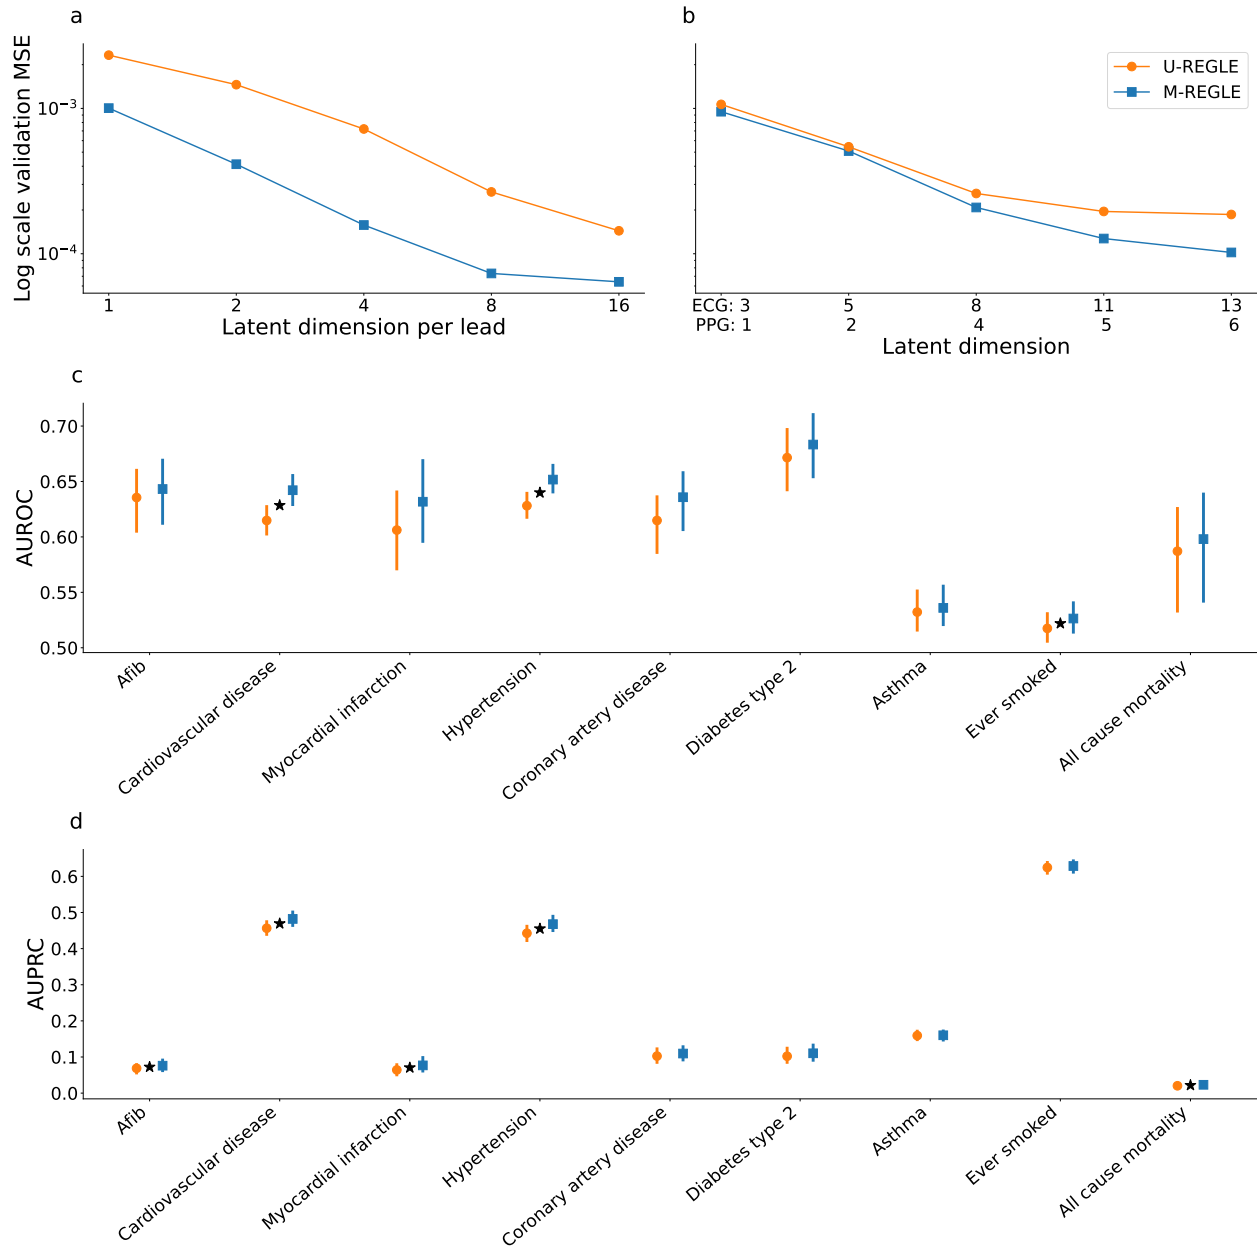 a
Log scale validation MSE
10⁻³
10⁻⁴
1 2 4 8 16
Latent dimension per lead
b
U-REGLE
M-REGLE
ECG: 3 5 8 11 13
PPG: 1 2 4 5 6
Latent dimension
c
AUROC
0.70
0.65
0.60
0.55
0.50
Afib
Cardiovascular disease
Myocardial infarction
Hypertension
Coronary artery disease
Diabetes type 2
Asthma
Ever smoked
All cause mortality
d
AUPRC
0.6
0.5
0.4
0.3
0.2
0.1
0.0
Afib
Cardiovascular disease
Myocardial infarction
Hypertension
Coronary artery disease
Diabetes type 2
Asthma
Ever smoked
All cause mortality